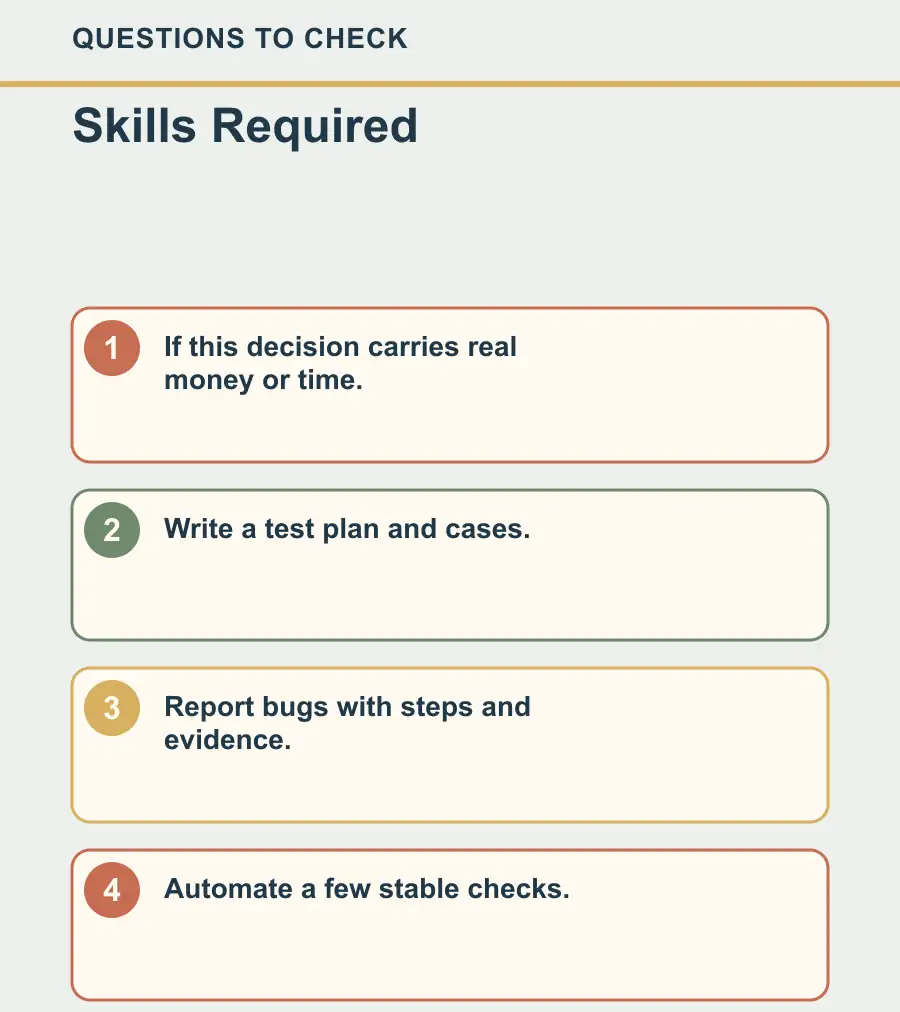 QUESTIONS TO CHECK
Skills Required
1
If this decision carries real
money or time.
2
Write a test plan and cases.
3
Report bugs with steps and
evidence.
4
Automate a few stable checks.